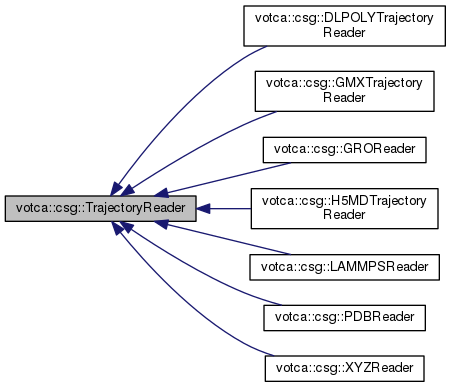 votca::csg::DLPOLYTrajectory
Reader
votca::csg::GMXTrajectory
Reader
votca::csg::GROReader
votca::csg::TrajectoryReader
votca::csg::H5MDTrajectory
Reader
votca::csg::LAMMPSReader
votca::csg::PDBReader
votca::csg::XYZReader